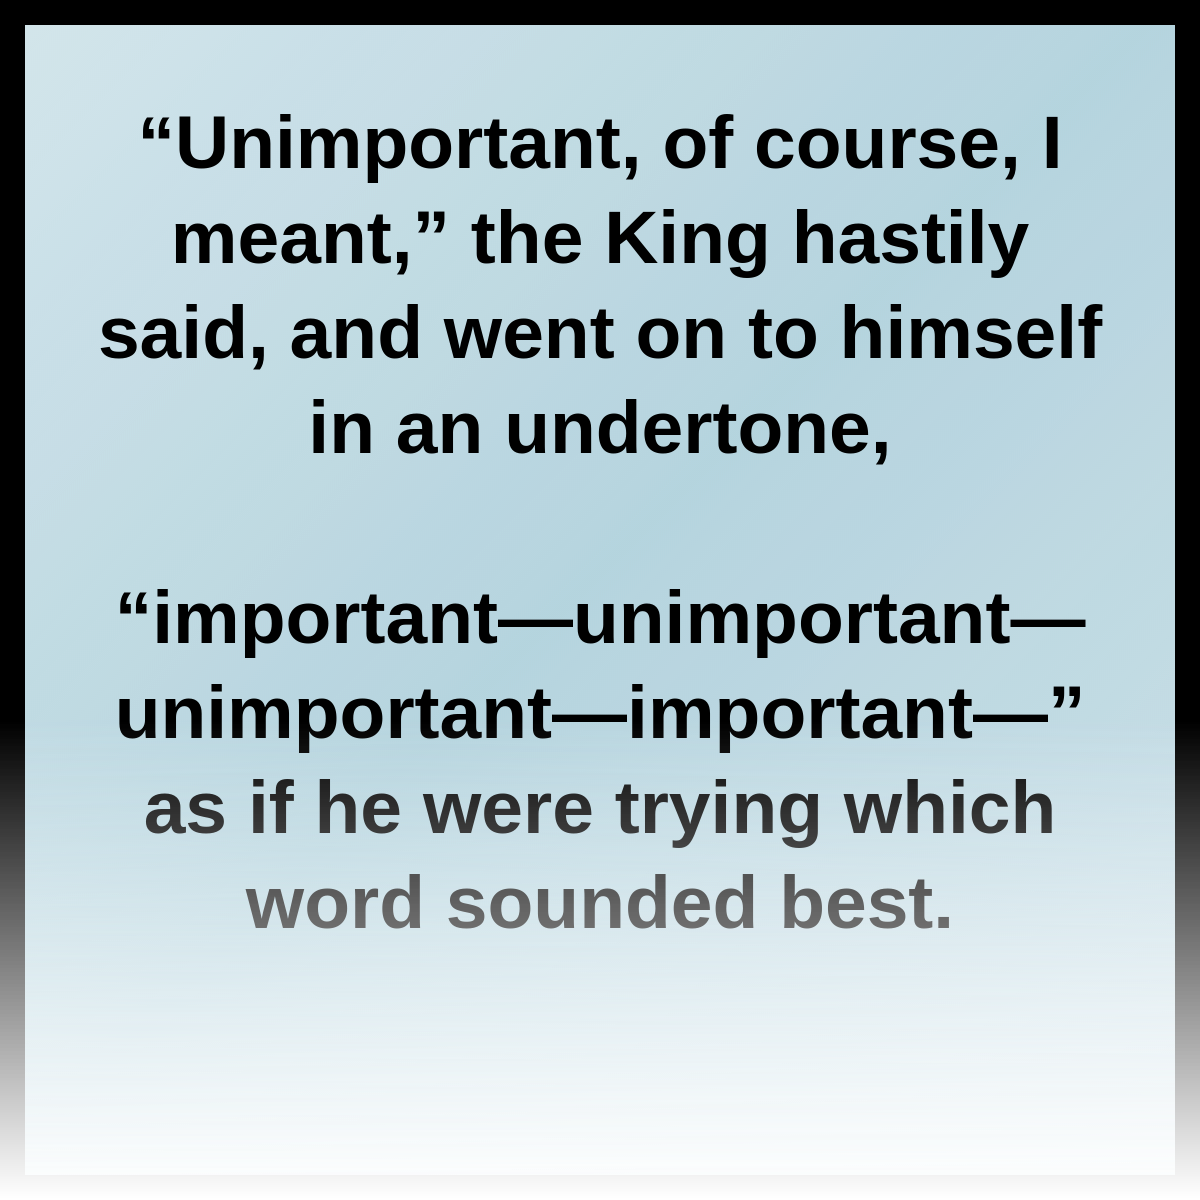 “Unimportant, of course, I
meant,” the King hastily
said, and went on to himself
in an undertone,
“important—unimportant—
unimportant—important—”
as if he were trying which
word sounded best.